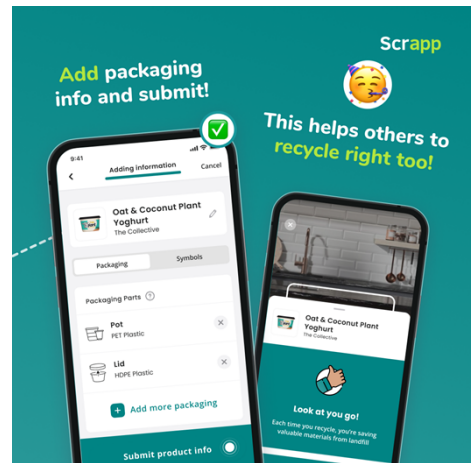 Scrapp
Add packaging
info and submit!
This helps others to
recycle right too!
9:41
Adding information
Cancel
Oat & Coconut Plant
Yoghurt
The Collective
Packaging
Symbols
Packaging Parts ?
Pot
PET Plastic
Lid
HDPE Plastic
+ Add more packaging
Submit product info
Oat & Coconut Plant
Yoghurt
The Collective
Look at you go!
Each time you recycle, you're saving
valuable materials from landfill